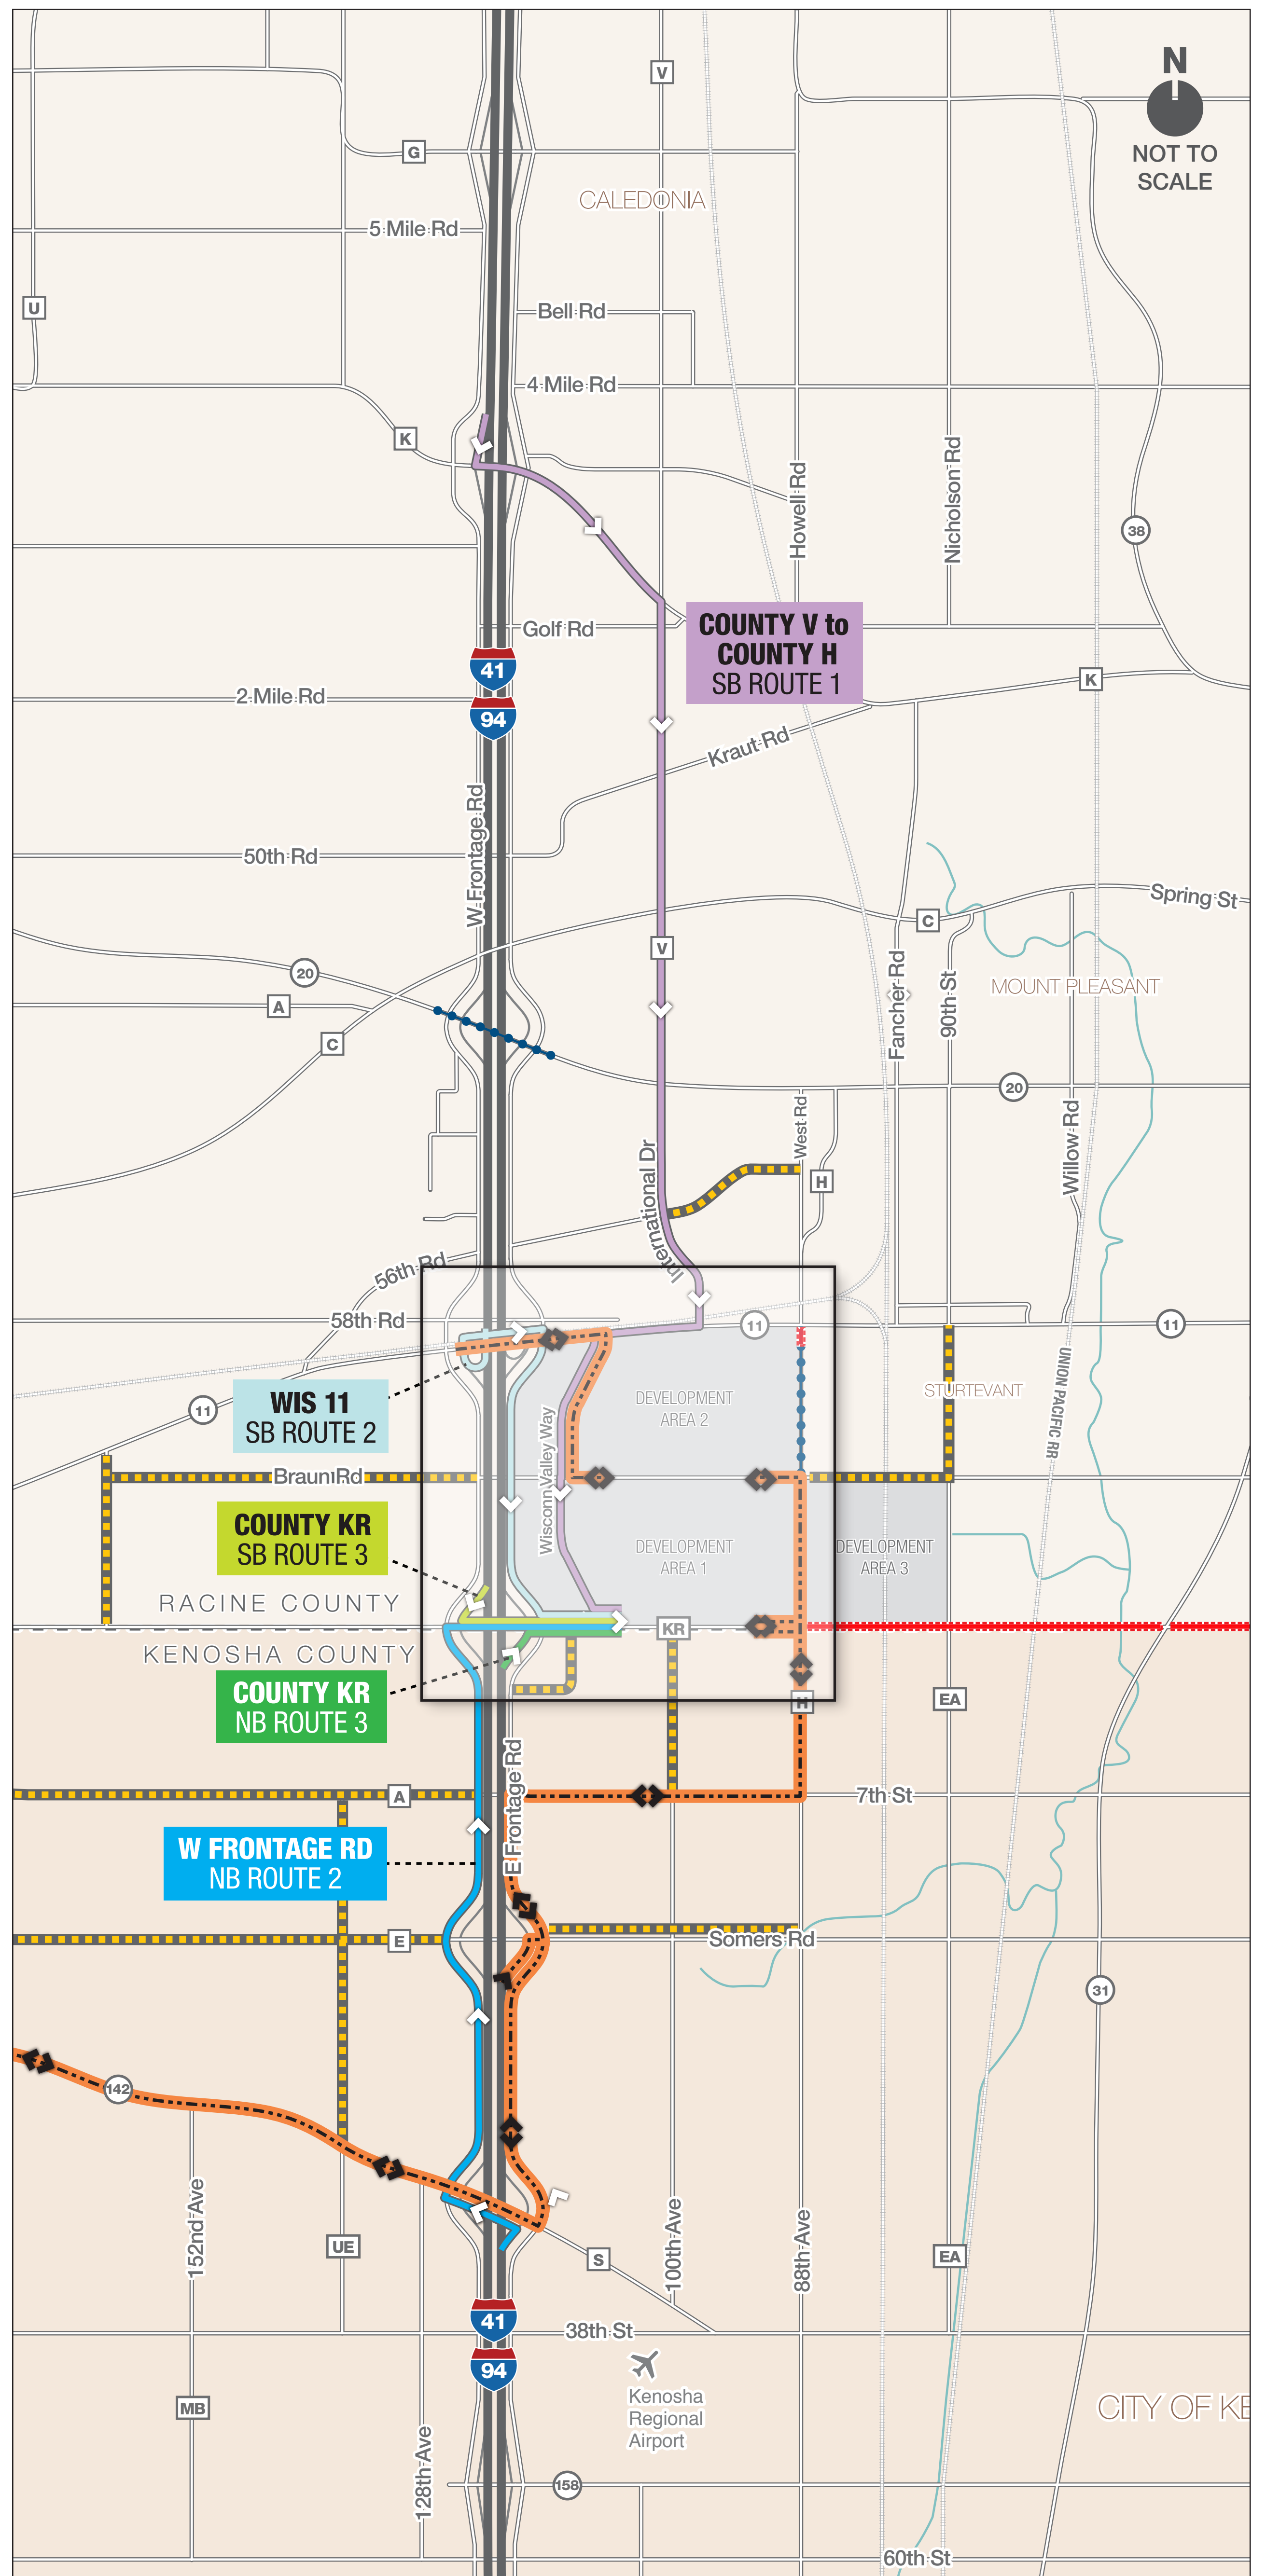 N
NOT TO
SCALE
V
G
CALEDONIA
5 Mile Rd
U
Bell Rd
4 Mile Rd
K
Howell Rd
Nicholson Rd
38
Golf Rd
COUNTY V to
COUNTY H
SB ROUTE 1
41
94
2 Mile Rd
K
Kraut Rd
W Frontage Rd
50th Rd
Spring St
C
V
20
A
C
Fancher Rd
90th St
MOUNT PLEASANT
20
Willow Rd
West Rd
International Dr
H
56th Rd
58th Rd
11
11
UNION PACIFIC RR
WIS 11
SB ROUTE 2
11
DEVELOPMENT
AREA 2
STURTEVANT
Wisconn Valley Way
Braun Rd
COUNTY KR
SB ROUTE 3
DEVELOPMENT
AREA 1
DEVELOPMENT
AREA 3
RACINE COUNTY
KR
KENOSHA COUNTY
COUNTY KR
NB ROUTE 3
H
EA
E Frontage Rd
A
7th St
W FRONTAGE RD
NB ROUTE 2
E
Somers Rd
31
142
152nd Ave
UE
S
100th Ave
88th Ave
EA
41
94
38th St
Kenosha
Regional
Airport
MB
CITY OF KE
128th Ave
158
60th St